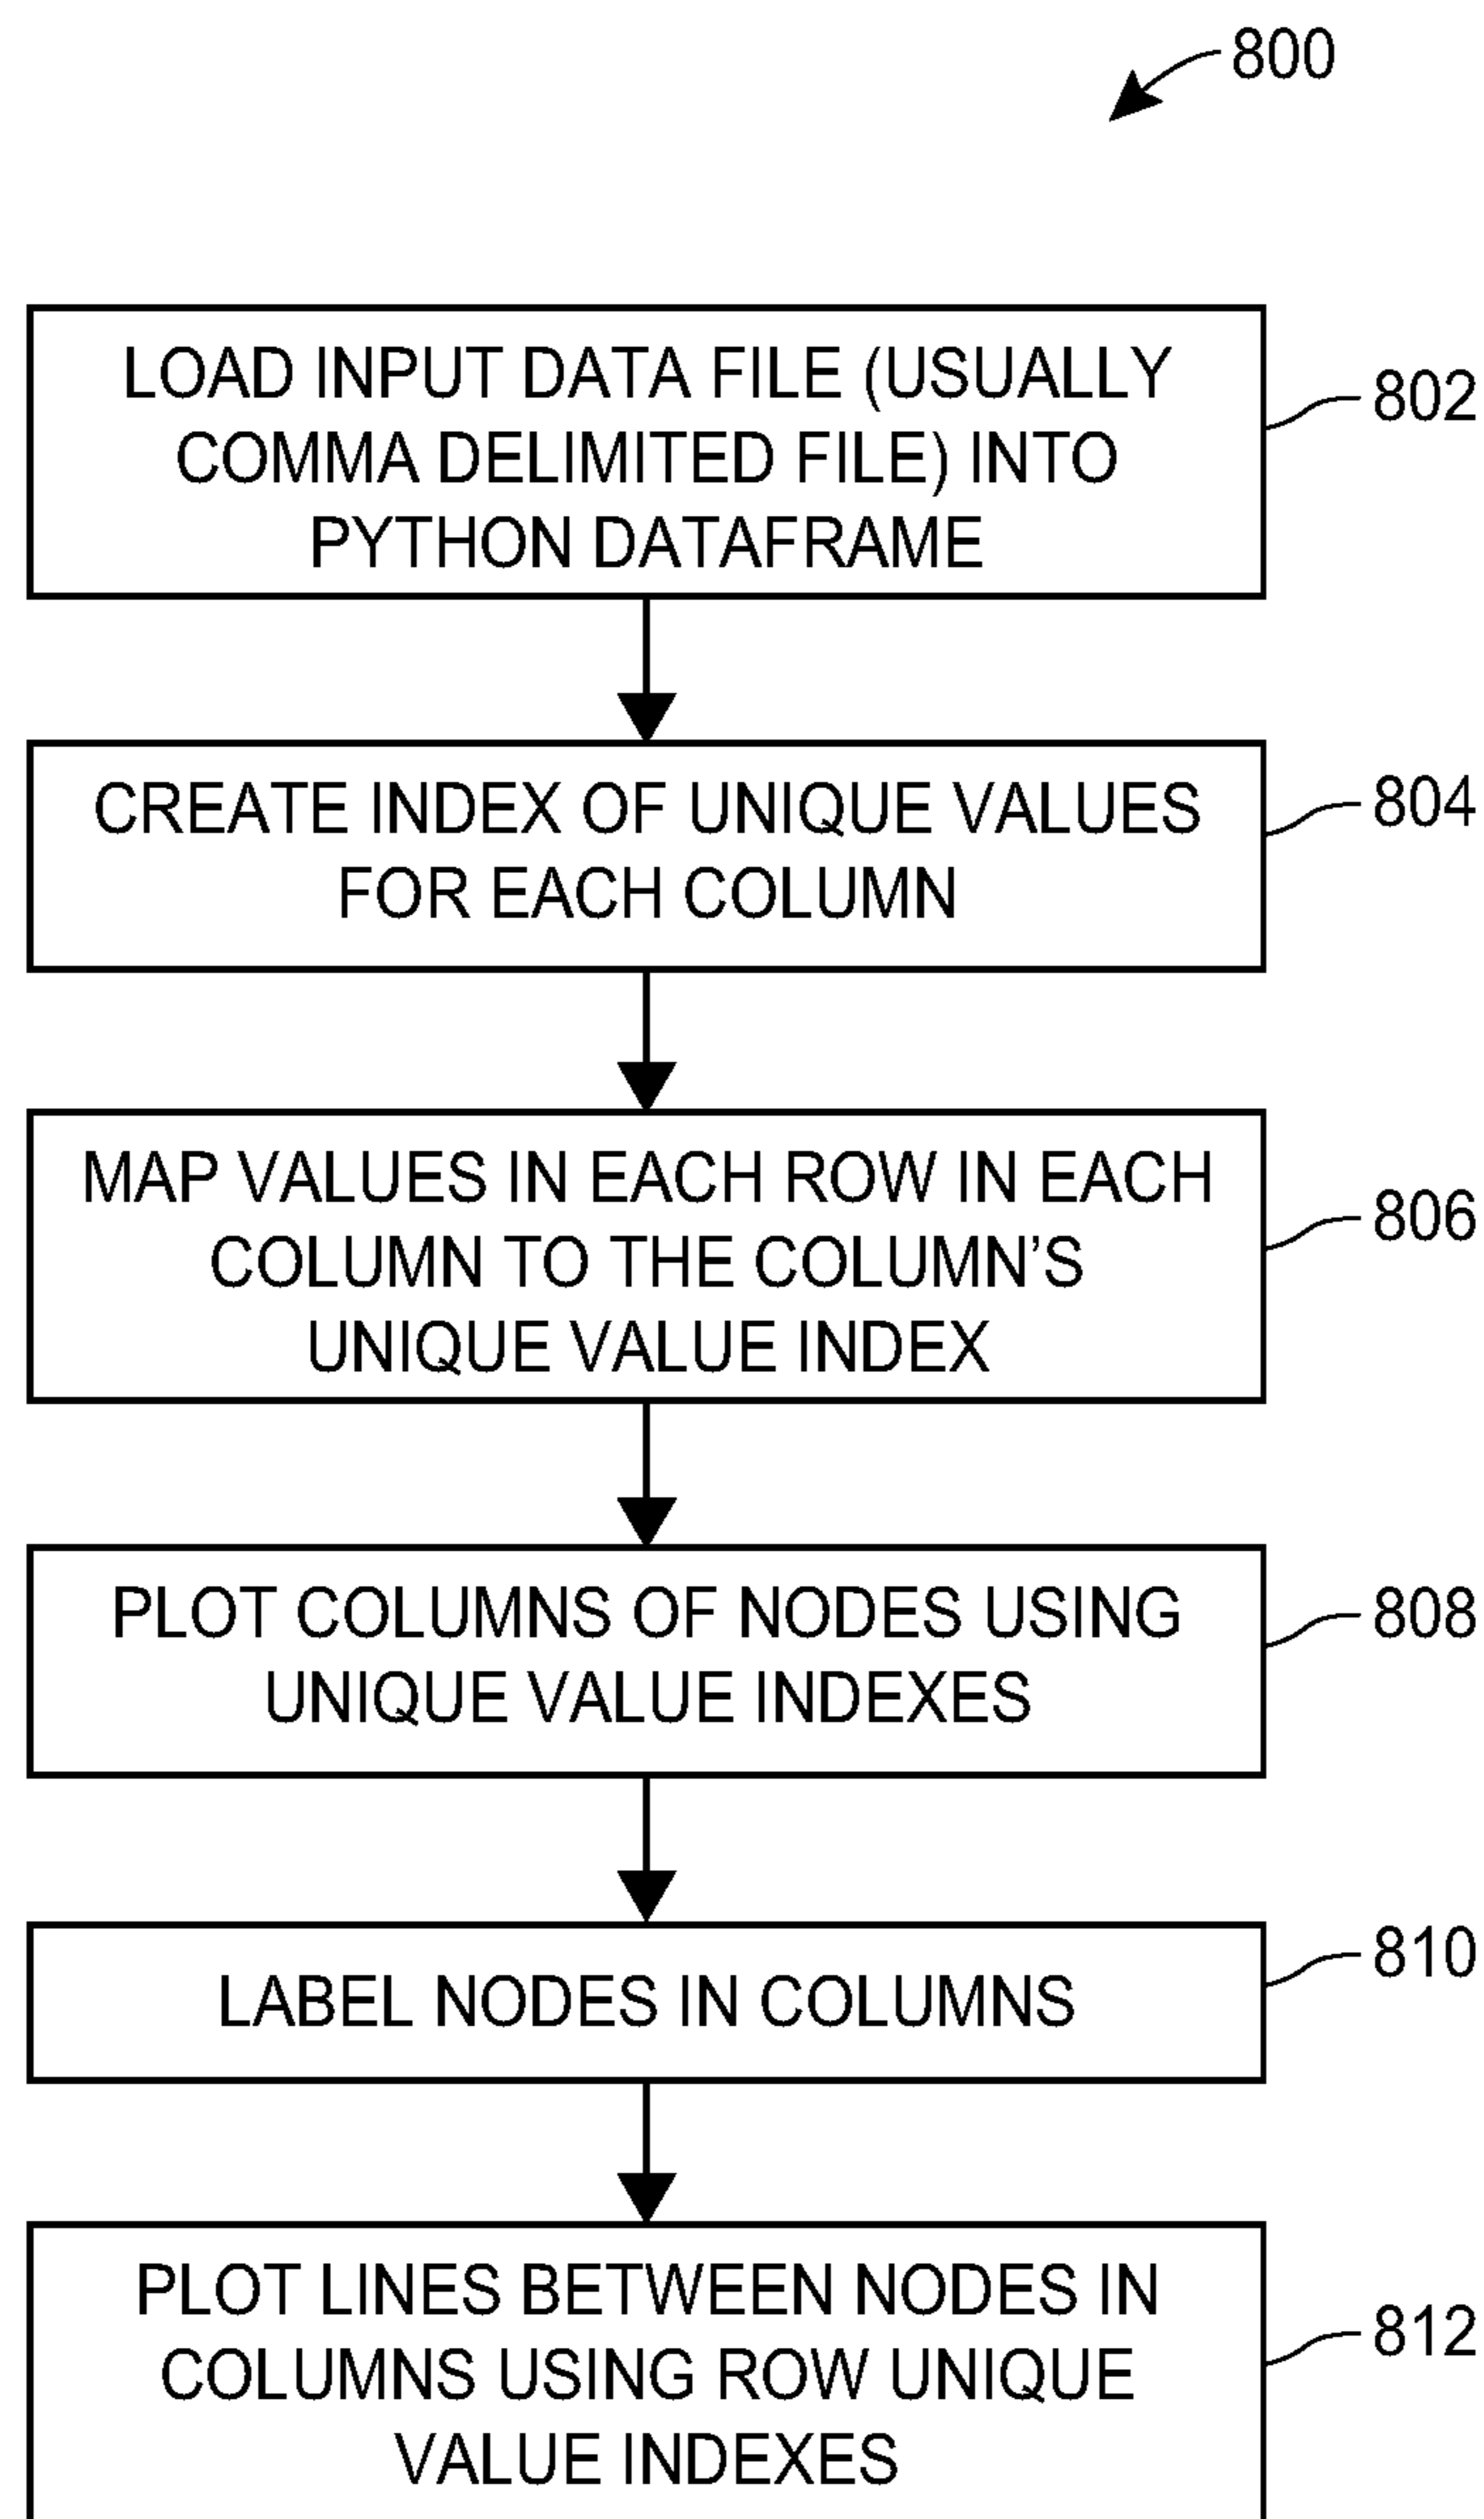 800
LOAD INPUT DATA FILE (USUALLY
COMMA DELIMITED FILE) INTO
PYTHON DATAFRAME
802
CREATE INDEX OF UNIQUE VALUES
FOR EACH COLUMN
804
MAP VALUES IN EACH ROW IN EACH
COLUMN TO THE COLUMN’S
UNIQUE VALUE INDEX
806
PLOT COLUMNS OF NODES USING
UNIQUE VALUE INDEXES
808
LABEL NODES IN COLUMNS
810
PLOT LINES BETWEEN NODES IN
COLUMNS USING ROW UNIQUE
VALUE INDEXES
812